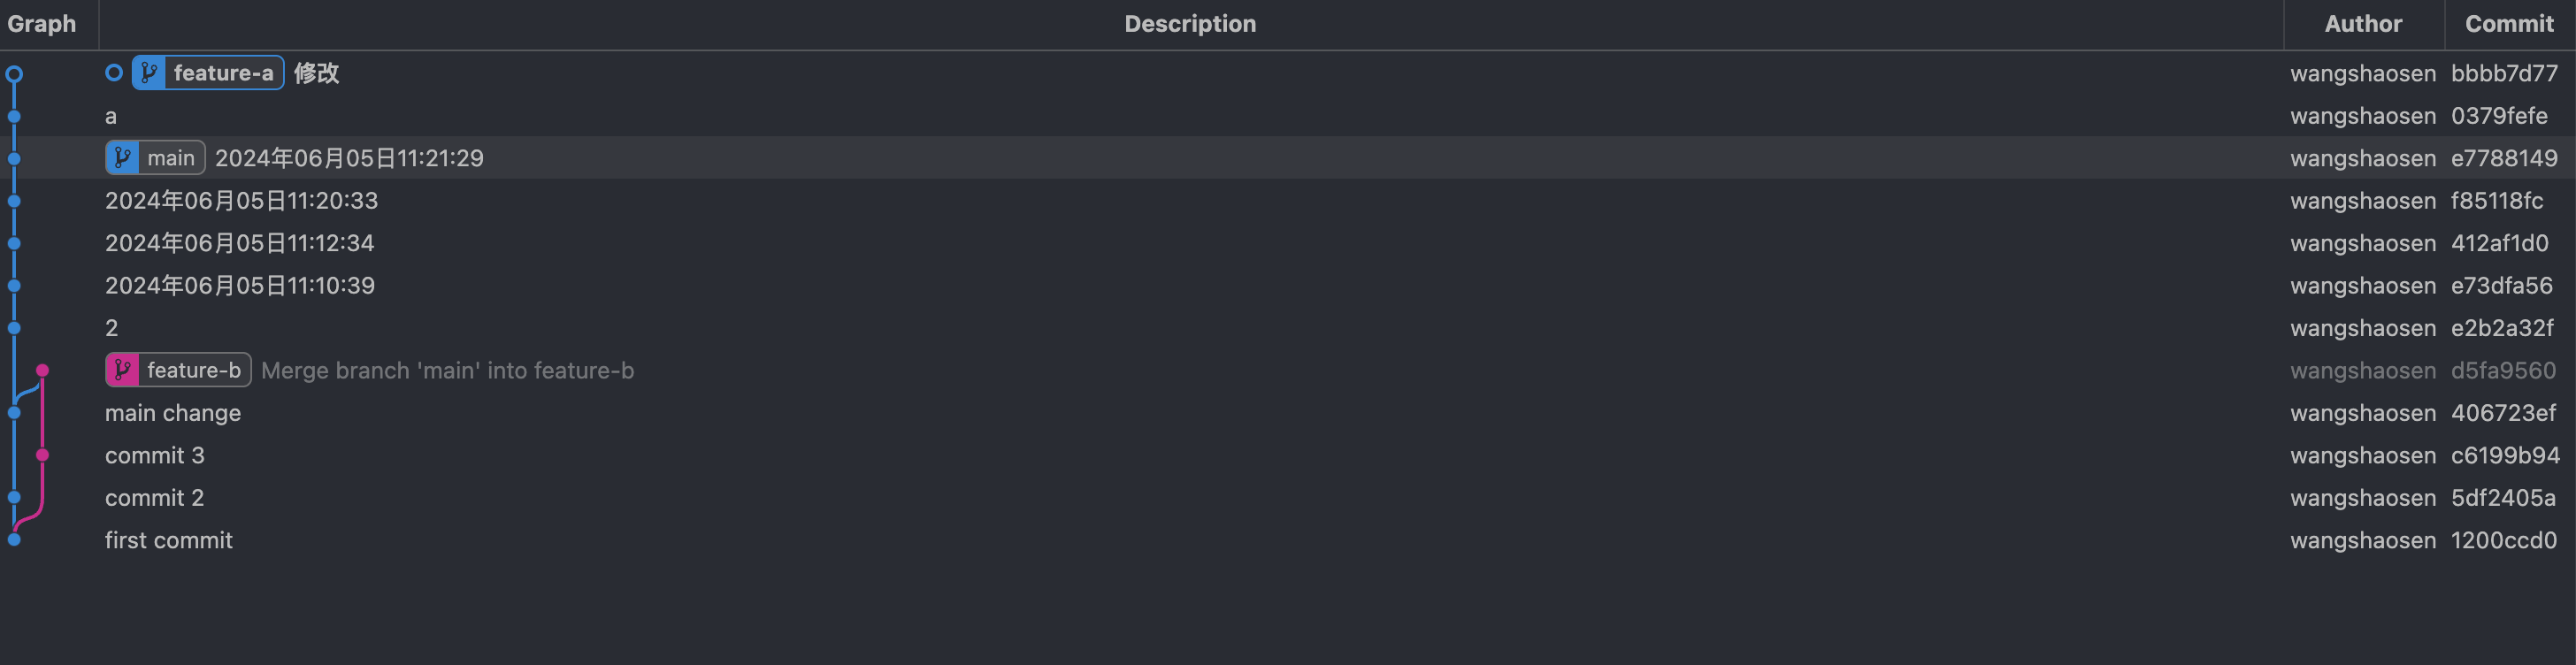 Graph Description Author Commit
feature-a 修改 wangshaosen bbbb7d77
a wangshaosen 0379fefe
main 2024年06月05日11:21:29 wangshaosen e7788149
2024年06月05日11:20:33 wangshaosen f85118fc
2024年06月05日11:12:34 wangshaosen 412af1d0
2024年06月05日11:10:39 wangshaosen e73dfa56
2 wangshaosen e2b2a32f
feature-b Merge branch 'main' into feature-b wangshaosen d5fa9560
main change wangshaosen 406723ef
commit 3 wangshaosen c6199b94
commit 2 wangshaosen 5df2405a
first commit wangshaosen 1200ccd0